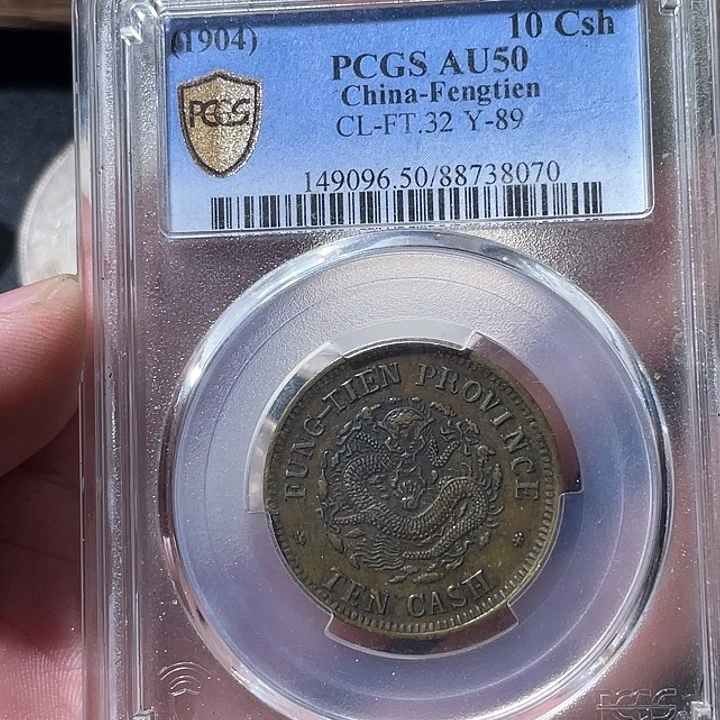 (1904) 10 Csh
PCGS AU50
China-Fengtien
CL-FT.32 Y-89
PCGS
149096.50/88738070
FUNG-TIEN PROVINCE
TEN CASH
PCGS